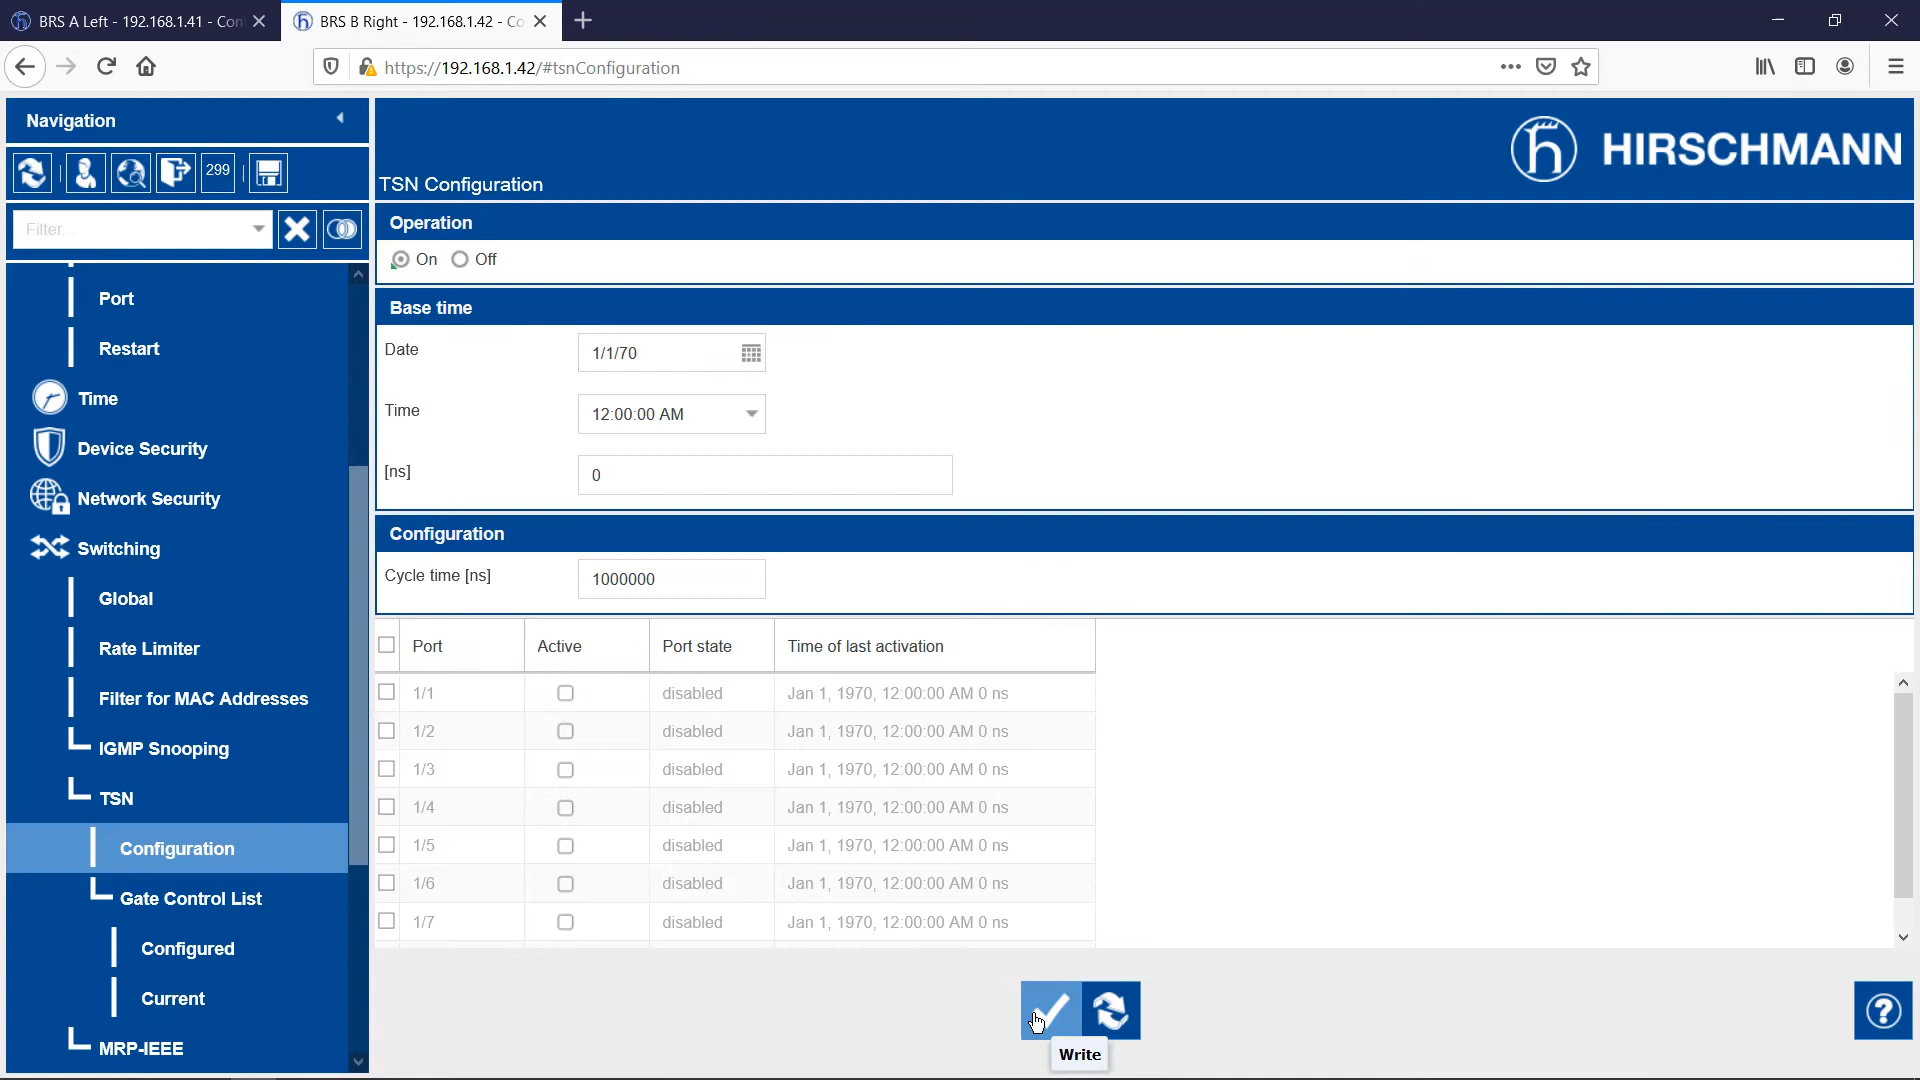 BRS A Left - 192.168.1.41 - Con
BRS B Right - 192.168.1.42 - Co
https://192.168.1.42/#tsnConfiguration
Navigation
299
Filter...
Port
Restart
Time
Device Security
Network Security
Switching
Global
Rate Limiter
Filter for MAC Addresses
IGMP Snooping
TSN
Configuration
Gate Control List
Configured
Current
MRP-IEEE
HIRSCHMANN
TSN Configuration
Operation
On Off
Base time
Date 1/1/70
Time 12:00:00 AM
[ns] 0
Configuration
Cycle time [ns] 1000000
Port Active Port state Time of last activation
1/1 disabled Jan 1, 1970, 12:00:00 AM 0 ns
1/2 disabled Jan 1, 1970, 12:00:00 AM 0 ns
1/3 disabled Jan 1, 1970, 12:00:00 AM 0 ns
1/4 disabled Jan 1, 1970, 12:00:00 AM 0 ns
1/5 disabled Jan 1, 1970, 12:00:00 AM 0 ns
1/6 disabled Jan 1, 1970, 12:00:00 AM 0 ns
1/7 disabled Jan 1, 1970, 12:00:00 AM 0 ns
Write